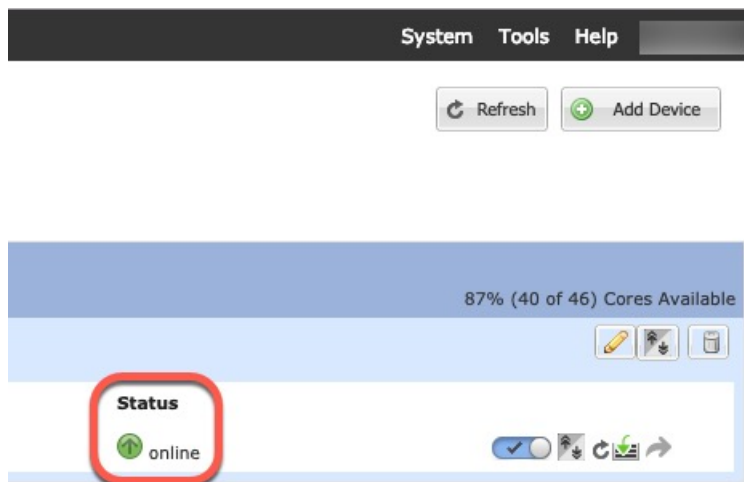 System Tools Help
Refresh Add Device
87% (40 of 46) Cores Available
Status
online